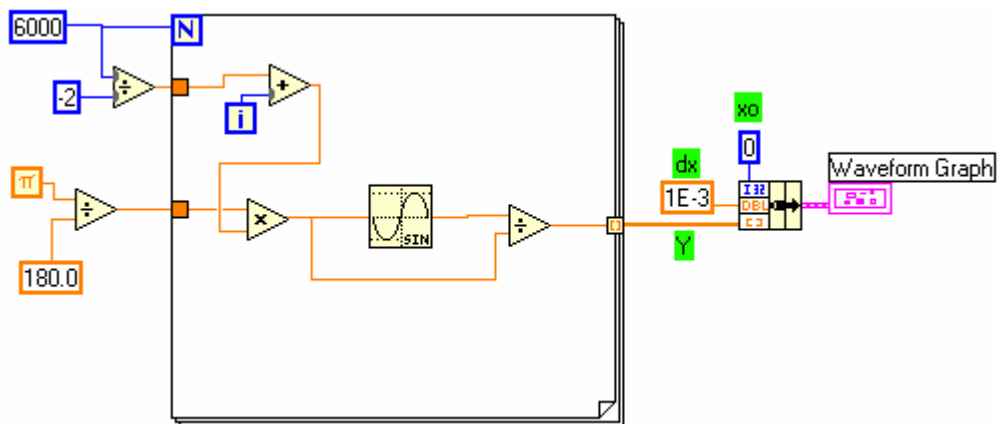 6000
N
-2
÷
+
i
xo
0
dx
Waveform Graph
π
÷
×
SIN
÷
1E-3
I32
DBL
[ ]
Y
180.0